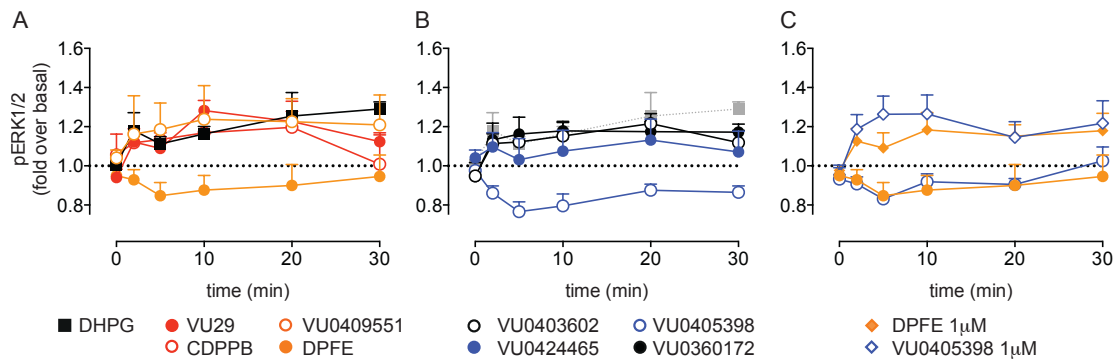 A B C
pERK1/2
(fold over basal)
1.6 1.6 1.6
1.4 1.4 1.4
1.2 1.2 1.2
1.0 1.0 1.0
0.8 0.8 0.8
0 10 20 30 0 10 20 30 0 10 20 30
time (min) time (min) time (min)
DHPG VU29 VU0409551 VU0403602 VU0405398 DPFE 1μM
CDPPB DPFE VU0424465 VU0360172 VU0405398 1μM